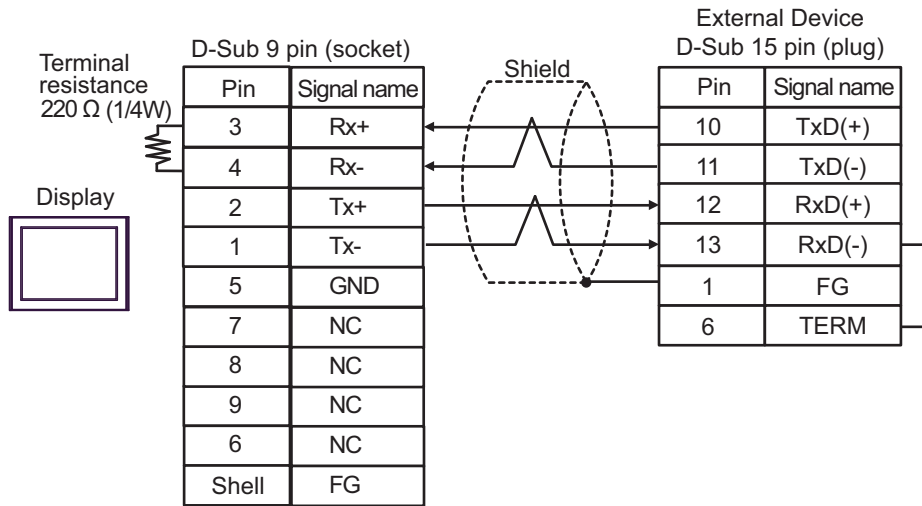 External Device
D-Sub 9 pin (socket)
D-Sub 15 pin (plug)
Terminal
resistance
220 Ω (1/4W)
Shield
Pin Signal name
3 Rx+
4 Rx-
2 Tx+
1 Tx-
5 GND
7 NC
8 NC
9 NC
6 NC
Shell FG
Display
Pin Signal name
10 TxD(+)
11 TxD(-)
12 RxD(+)
13 RxD(-)
1 FG
6 TERM